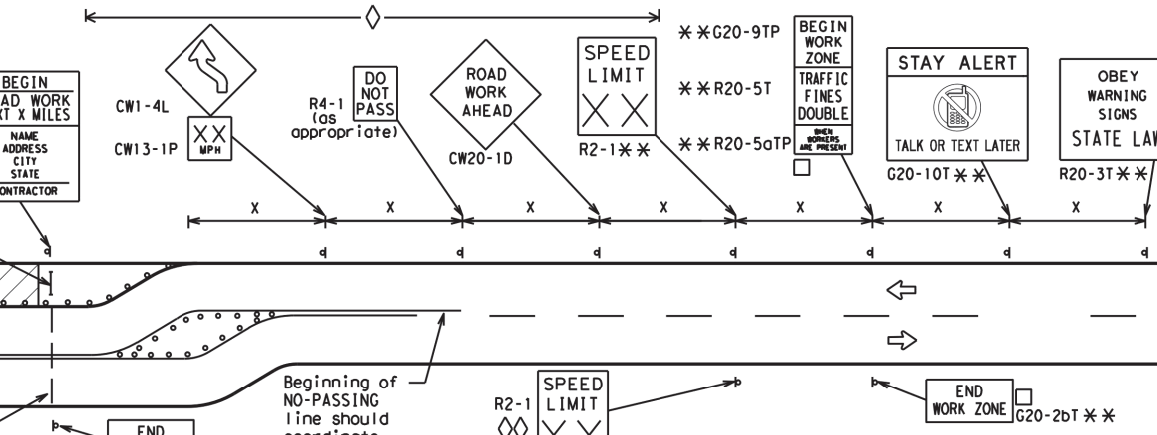 BEGIN
AD WORK
XT X MILES
NAME
ADDRESS
CITY
STATE
ONTRACTOR
CW1-4L
CW13-1P
XX
MPH
R4-1
(as
appropriate)
DO
NOT
PASS
ROAD
WORK
AHEAD
CW20-1D
SPEED
LIMIT
X X
R2-1**
**G20-9TP
**R20-5T
**R20-5aTP
BEGIN
WORK
ZONE
TRAFFIC
FINES
DOUBLE
WHEN
WORKERS
ARE PRESENT
STAY ALERT
TALK OR TEXT LATER
G20-10T **
OBEY
WARNING
SIGNS
STATE LAW
R20-3T **
X
X
X
X
X
X
X
Beginning of
NO-PASSING
line should
coordinate
R2-1
SPEED
LIMIT
END
WORK ZONE
G20-2bT **
END